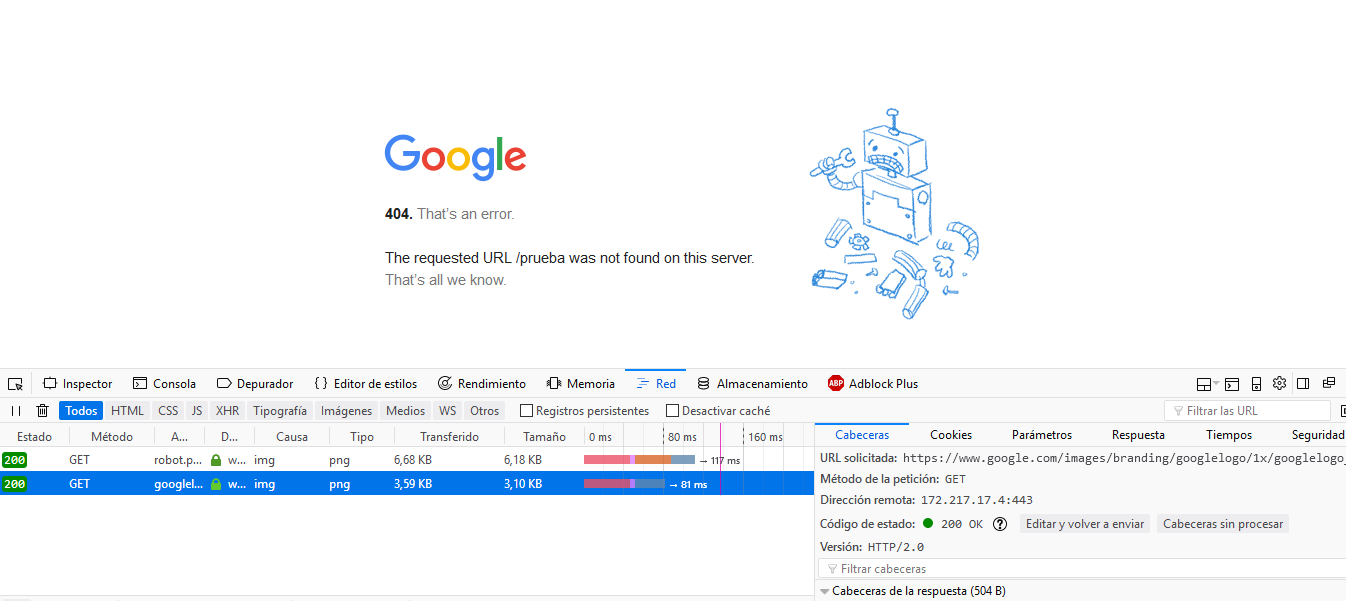 Google
404. That's an error.
The requested URL /prueba was not found on this server.
That's all we know.
Inspector Consola Depurador { } Editor de estilos Rendimiento Memoria Red Almacenamiento ABP Adblock Plus
Todos HTML CSS JS XHR Tipografía Imágenes Medios WS Otros Registros persistentes Desactivar caché Filtrar las URL
Estado Método A... D... Causa Tipo Transferido Tamaño 0 ms 80 ms 160 ms
200 GET robot.p... w... img png 6,68 KB 6,18 KB → 117 ms
200 GET googlel... w... img png 3,59 KB 3,10 KB → 81 ms
Cabeceras Cookies Parámetros Respuesta Tiempos Seguridad
URL solicitada: https://www.google.com/images/branding/googlelogo/1x/googlelogo_
Método de la petición: GET
Dirección remota: 172.217.17.4:443
Código de estado: 200 OK ? Editar y volver a enviar Cabeceras sin procesar
Versión: HTTP/2.0
Filtrar cabeceras
Cabeceras de la respuesta (504 B)